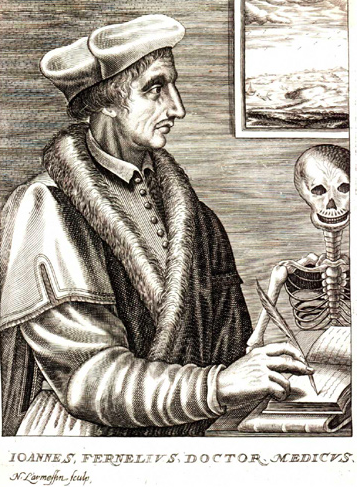 IOANNES, FERNELIVS, DOCTOR, MEDICVS.
N. Larmessin sculp.